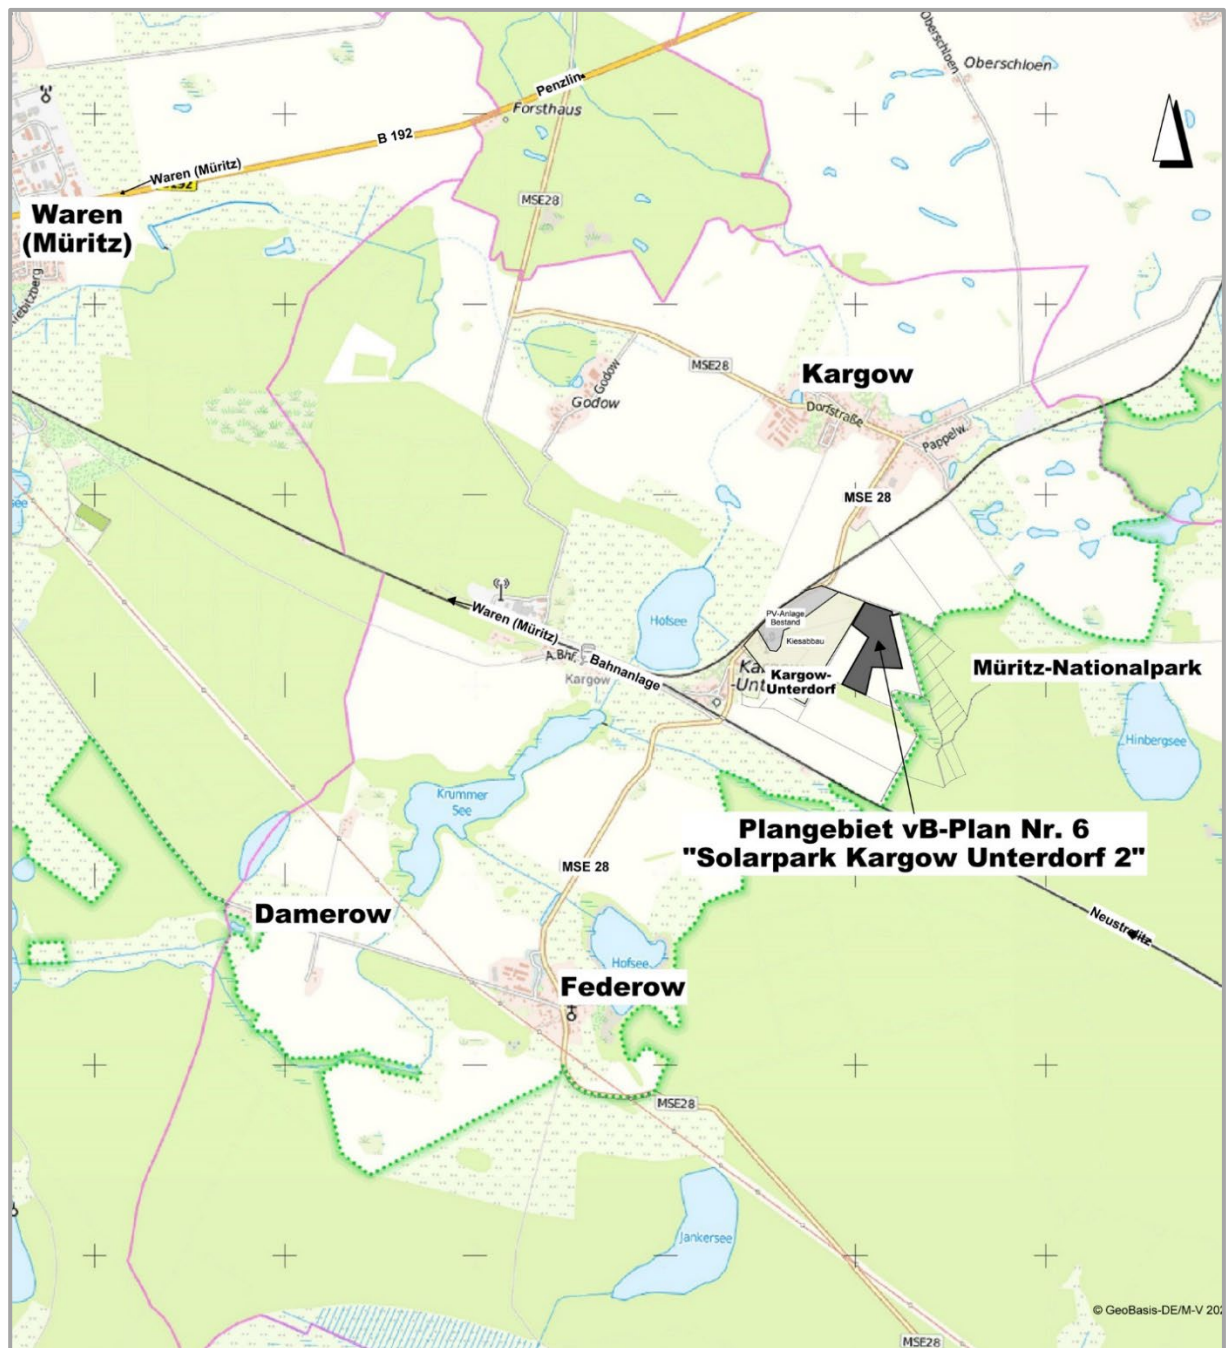 Oberschloen
Oberschloen
Penzlin
Forsthaus
B 192
Waren (Müritz)
Waren
(Müritz)
MSE28
MSE28
Kargow
Godow
Godow
Dorfstraße
Pappelw.
MSE 28
Hofsee
PV-Anlage
Bestand
Kiesabbau
Waren (Müritz)
A.Bhf.
Bahnanlage
Kargow
Kargow-
Unterdorf
Müritz-Nationalpark
Hinbergsee
Krummer
See
Plangebiet vB-Plan Nr. 6
"Solarpark Kargow Unterdorf 2"
MSE 28
Damerow
Neustrelitz
Hofsee
Federow
MSE28
Jankersee
© GeoBasis-DE/M-V
MSE28